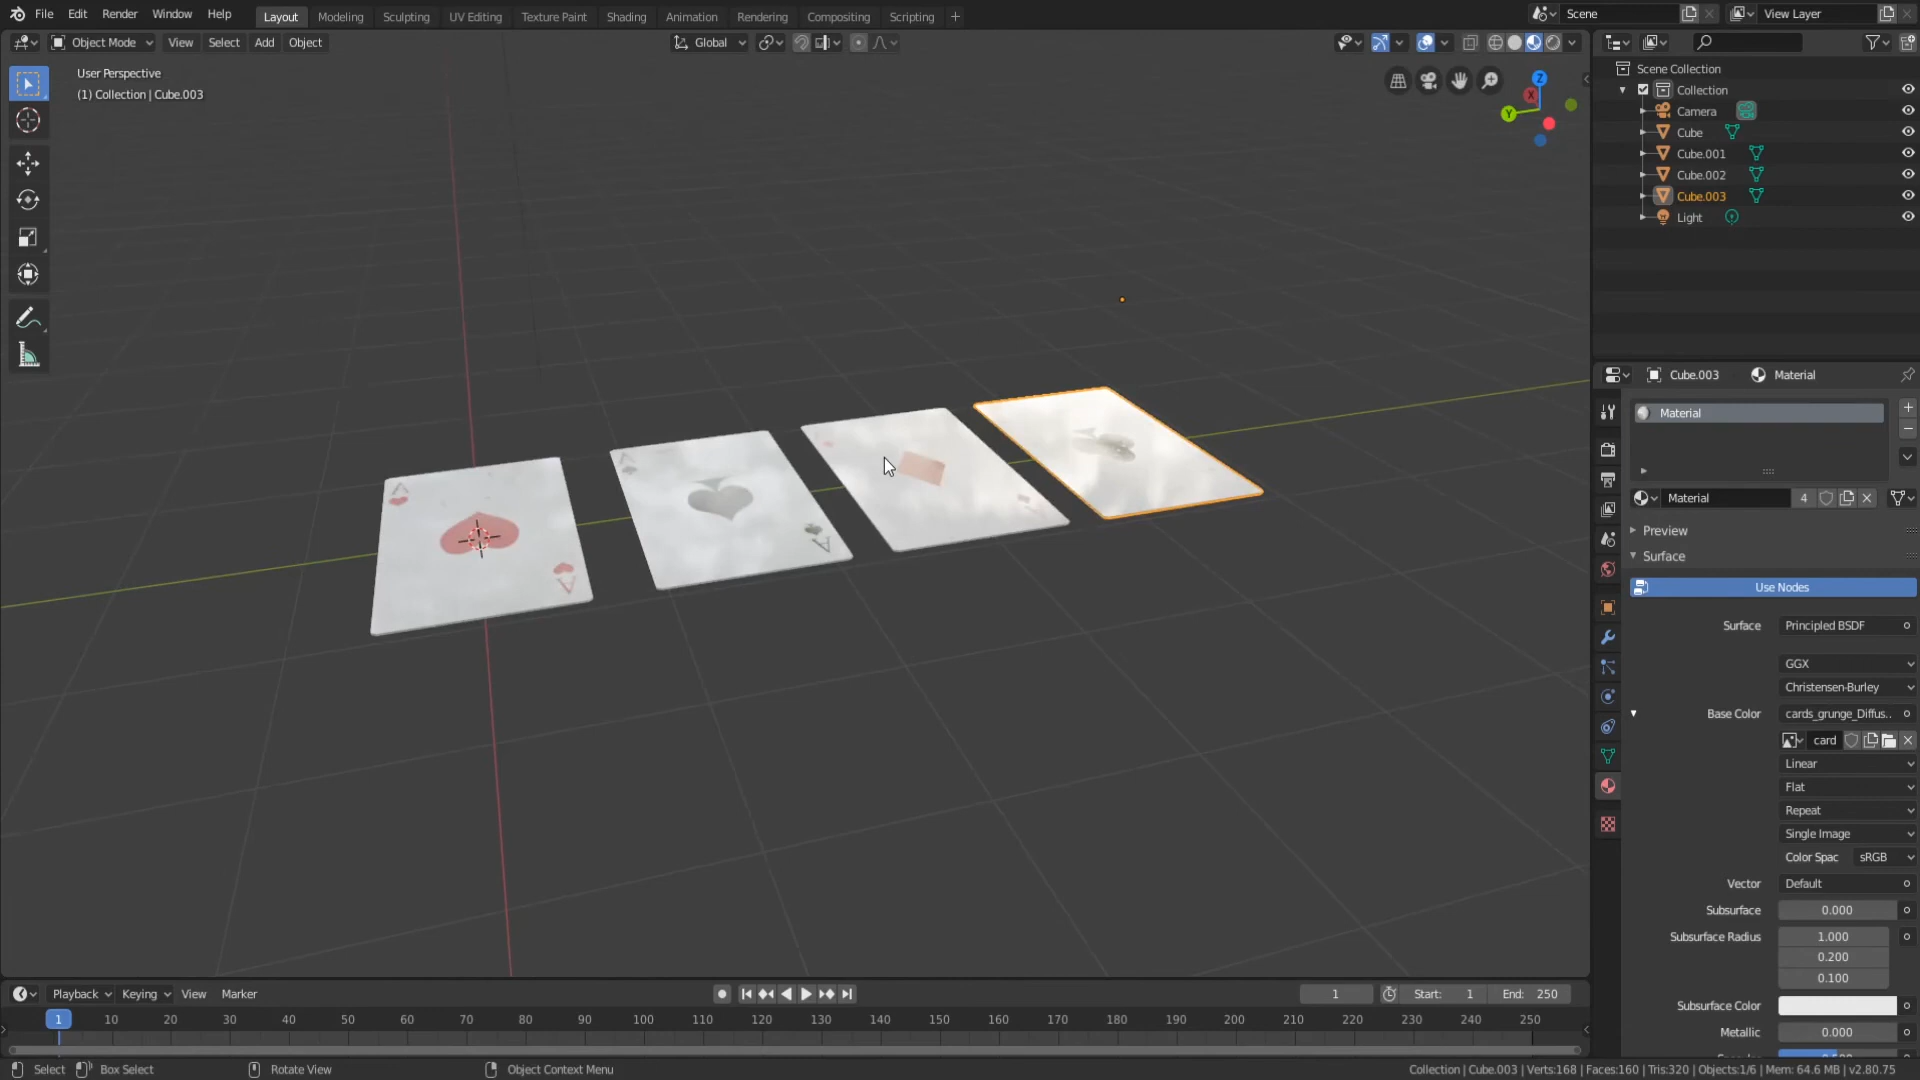 File Edit Render Window Help Layout Modeling Sculpting UV Editing Texture Paint Shading Animation Rendering Compositing Scripting + Scene View Layer
Object Mode View Select Add Object Global
User Perspective
(1) Collection | Cube.003
Z
X
Y
A
A
A
A
Scene Collection
Collection
Camera
Cube
Cube.001
Cube.002
Cube.003
Light
Cube.003 Material
Material
Material 4
Preview
Surface
Use Nodes
Surface Principled BSDF
GGX
Christensen-Burley
Base Color cards_grunge_Diffus..
card
Linear
Flat
Repeat
Single Image
Color Spac sRGB
Vector Default
Subsurface 0.000
Subsurface Radius 1.000
0.200
0.100
Subsurface Color
Metallic 0.000
Playback Keying View Marker 1 Start: 1 End: 250
1 10 20 30 40 50 60 70 80 90 100 110 120 130 140 150 160 170 180 190 200 210 220 230 240 250
Select Box Select Rotate View Object Context Menu Collection | Cube.003 | Verts:168 | Faces:160 | Tris:320 | Objects:1/6 | Mem: 64.6 MB | v2.80.75